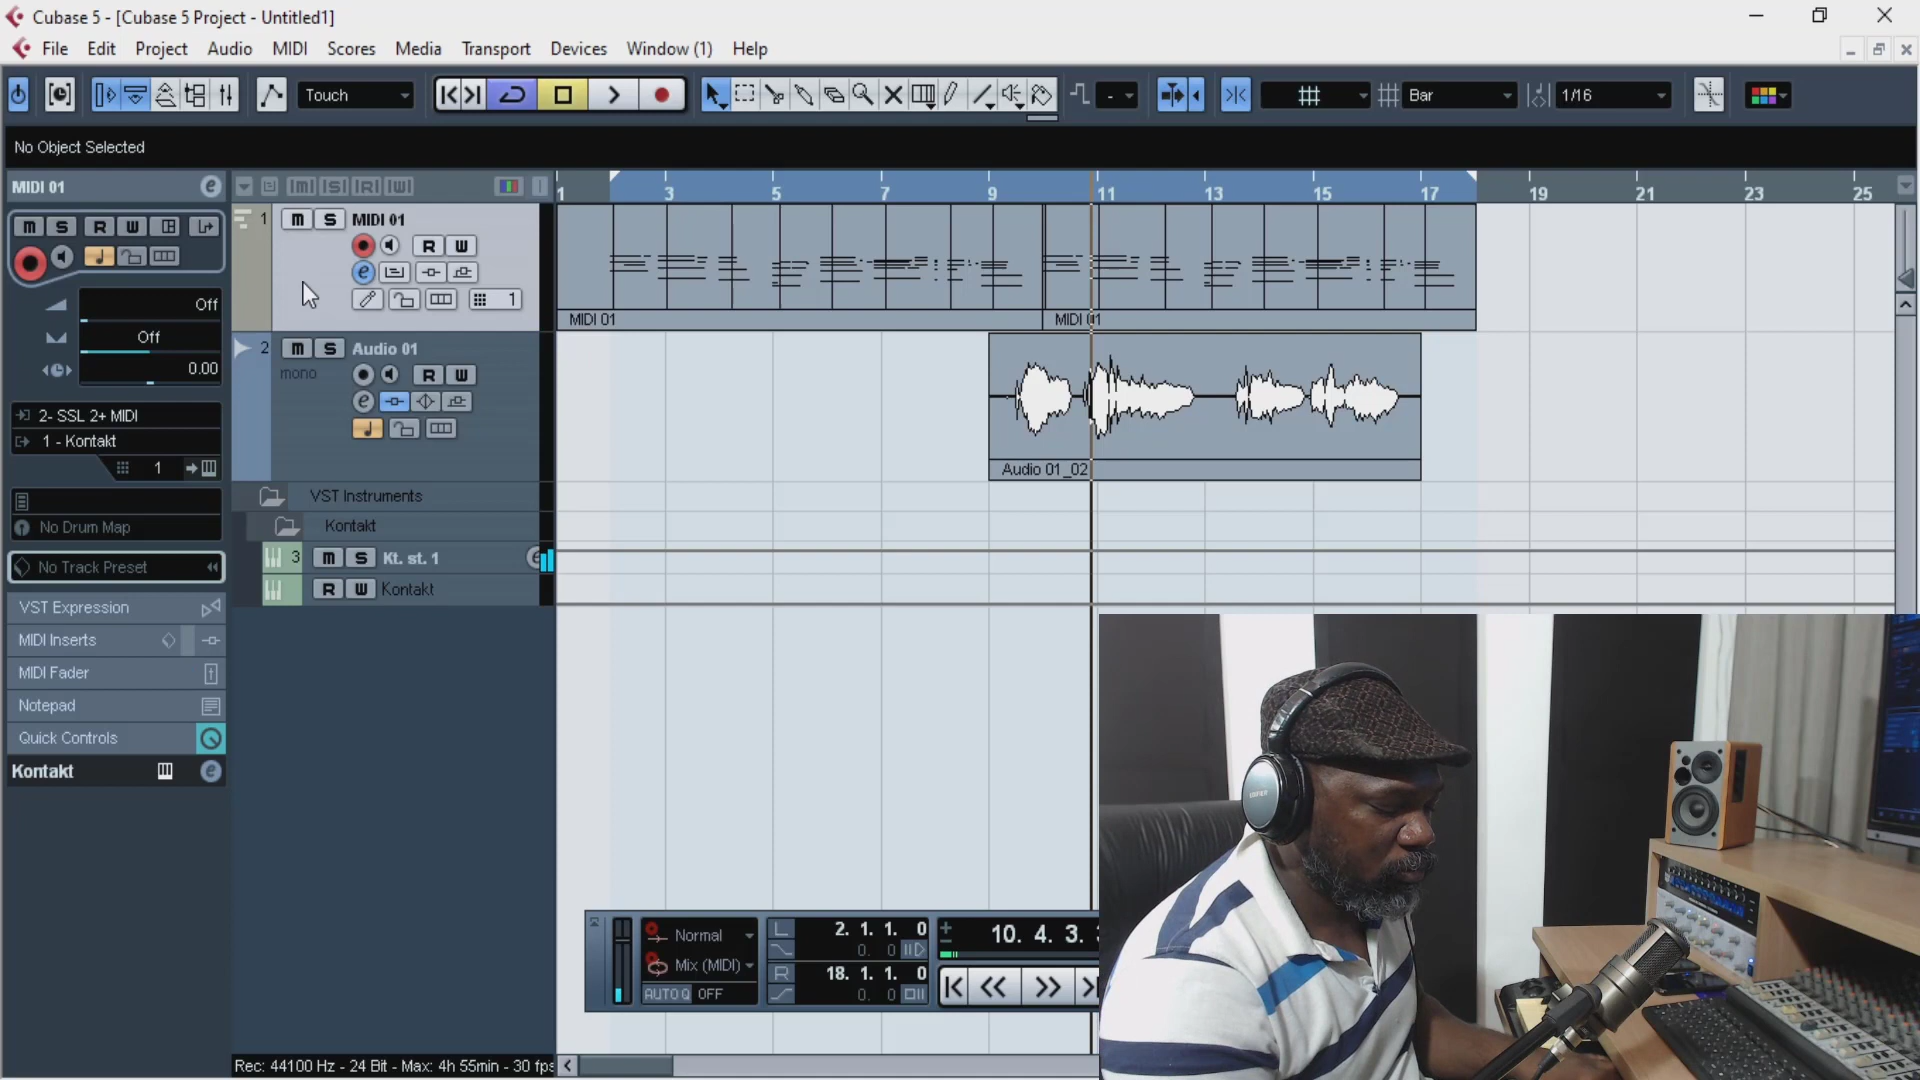 Cubase 5 - [Cubase 5 Project - Untitled1]
File Edit Project Audio MIDI Scores Media Transport Devices Window (1) Help
Touch - Bar 1/16
No Object Selected
MIDI 01 [M] [S] [R] [W] 1 3 5 7 9 11 13 15 17 19 21 23 25
m S R W
1 m S MIDI 01
R W
Off
1
Off
MIDI 01 MIDI 01
0.00
2 m S Audio 01
mono R W
2- SSL 2+ MIDI
1 - Kontakt
1
Audio 01_02
VST Instruments
No Drum Map
Kontakt
No Track Preset
3 m S Kt. st. 1 e
R W Kontakt
VST Expression
MIDI Inserts
MIDI Fader
Notepad
Quick Controls
Kontakt
EDIFIER
Normal L 2. 1. 1. 0 10. 4. 3.
0. 0
Mix (MIDI) R 18. 1. 1. 0
AUTO Q OFF 0. 0
Rec: 44100 Hz - 24 Bit - Max: 4h 55min - 30 fps